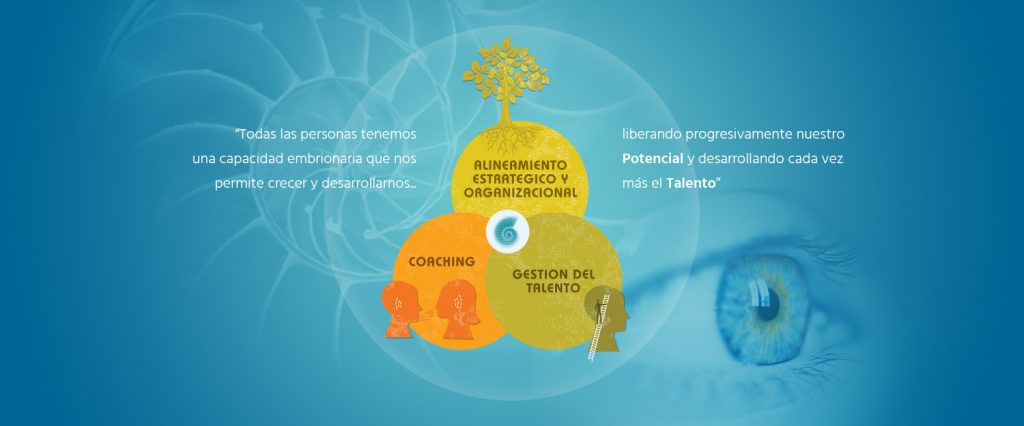 “Todas las personas tenemos
una capacidad embrionaria que nos
permite crecer y desarrollarnos...
liberando progresivamente nuestro
Potencial y desarrollando cada vez
más el Talento”
ALINEAMIENTO
ESTRATEGICO Y
ORGANIZACIONAL
COACHING
GESTION DEL
TALENTO